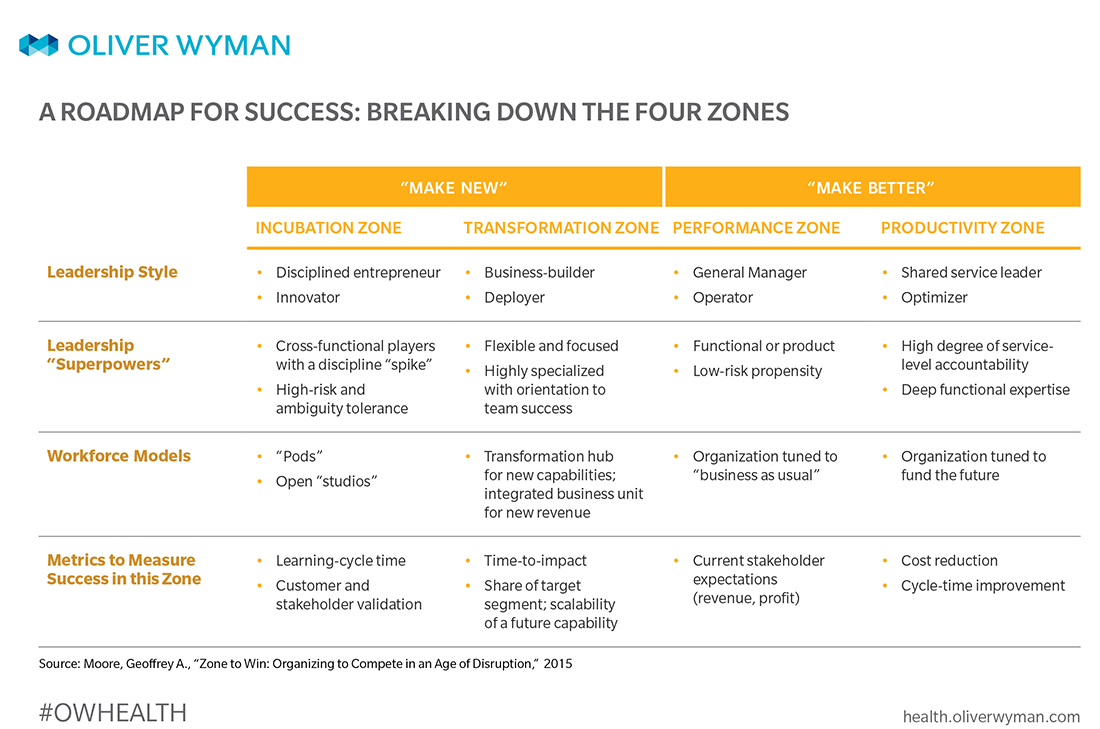 OLIVER WYMAN
A ROADMAP FOR SUCCESS: BREAKING DOWN THE FOUR ZONES
“MAKE NEW” “MAKE BETTER”
INCUBATION ZONE TRANSFORMATION ZONE PERFORMANCE ZONE PRODUCTIVITY ZONE
Leadership Style
• Disciplined entrepreneur
• Innovator
• Business-builder
• Deployer
• General Manager
• Operator
• Shared service leader
• Optimizer
Leadership
“Superpowers”
• Cross-functional players
with a discipline “spike”
• High-risk and
ambiguity tolerance
• Flexible and focused
• Highly specialized
with orientation to
team success
• Functional or product
• Low-risk propensity
• High degree of service-
level accountability
• Deep functional expertise
Workforce Models
• “Pods”
• Open “studios”
• Transformation hub
for new capabilities;
integrated business unit
for new revenue
• Organization tuned to
“business as usual”
• Organization tuned to
fund the future
Metrics to Measure
Success in this Zone
• Learning-cycle time
• Customer and
stakeholder validation
• Time-to-impact
• Share of target
segment; scalability
of a future capability
• Current stakeholder
expectations
(revenue, profit)
• Cost reduction
• Cycle-time improvement
Source: Moore, Geoffrey A., “Zone to Win: Organizing to Compete in an Age of Disruption,” 2015
#OWHEALTH
health.oliverwyman.com